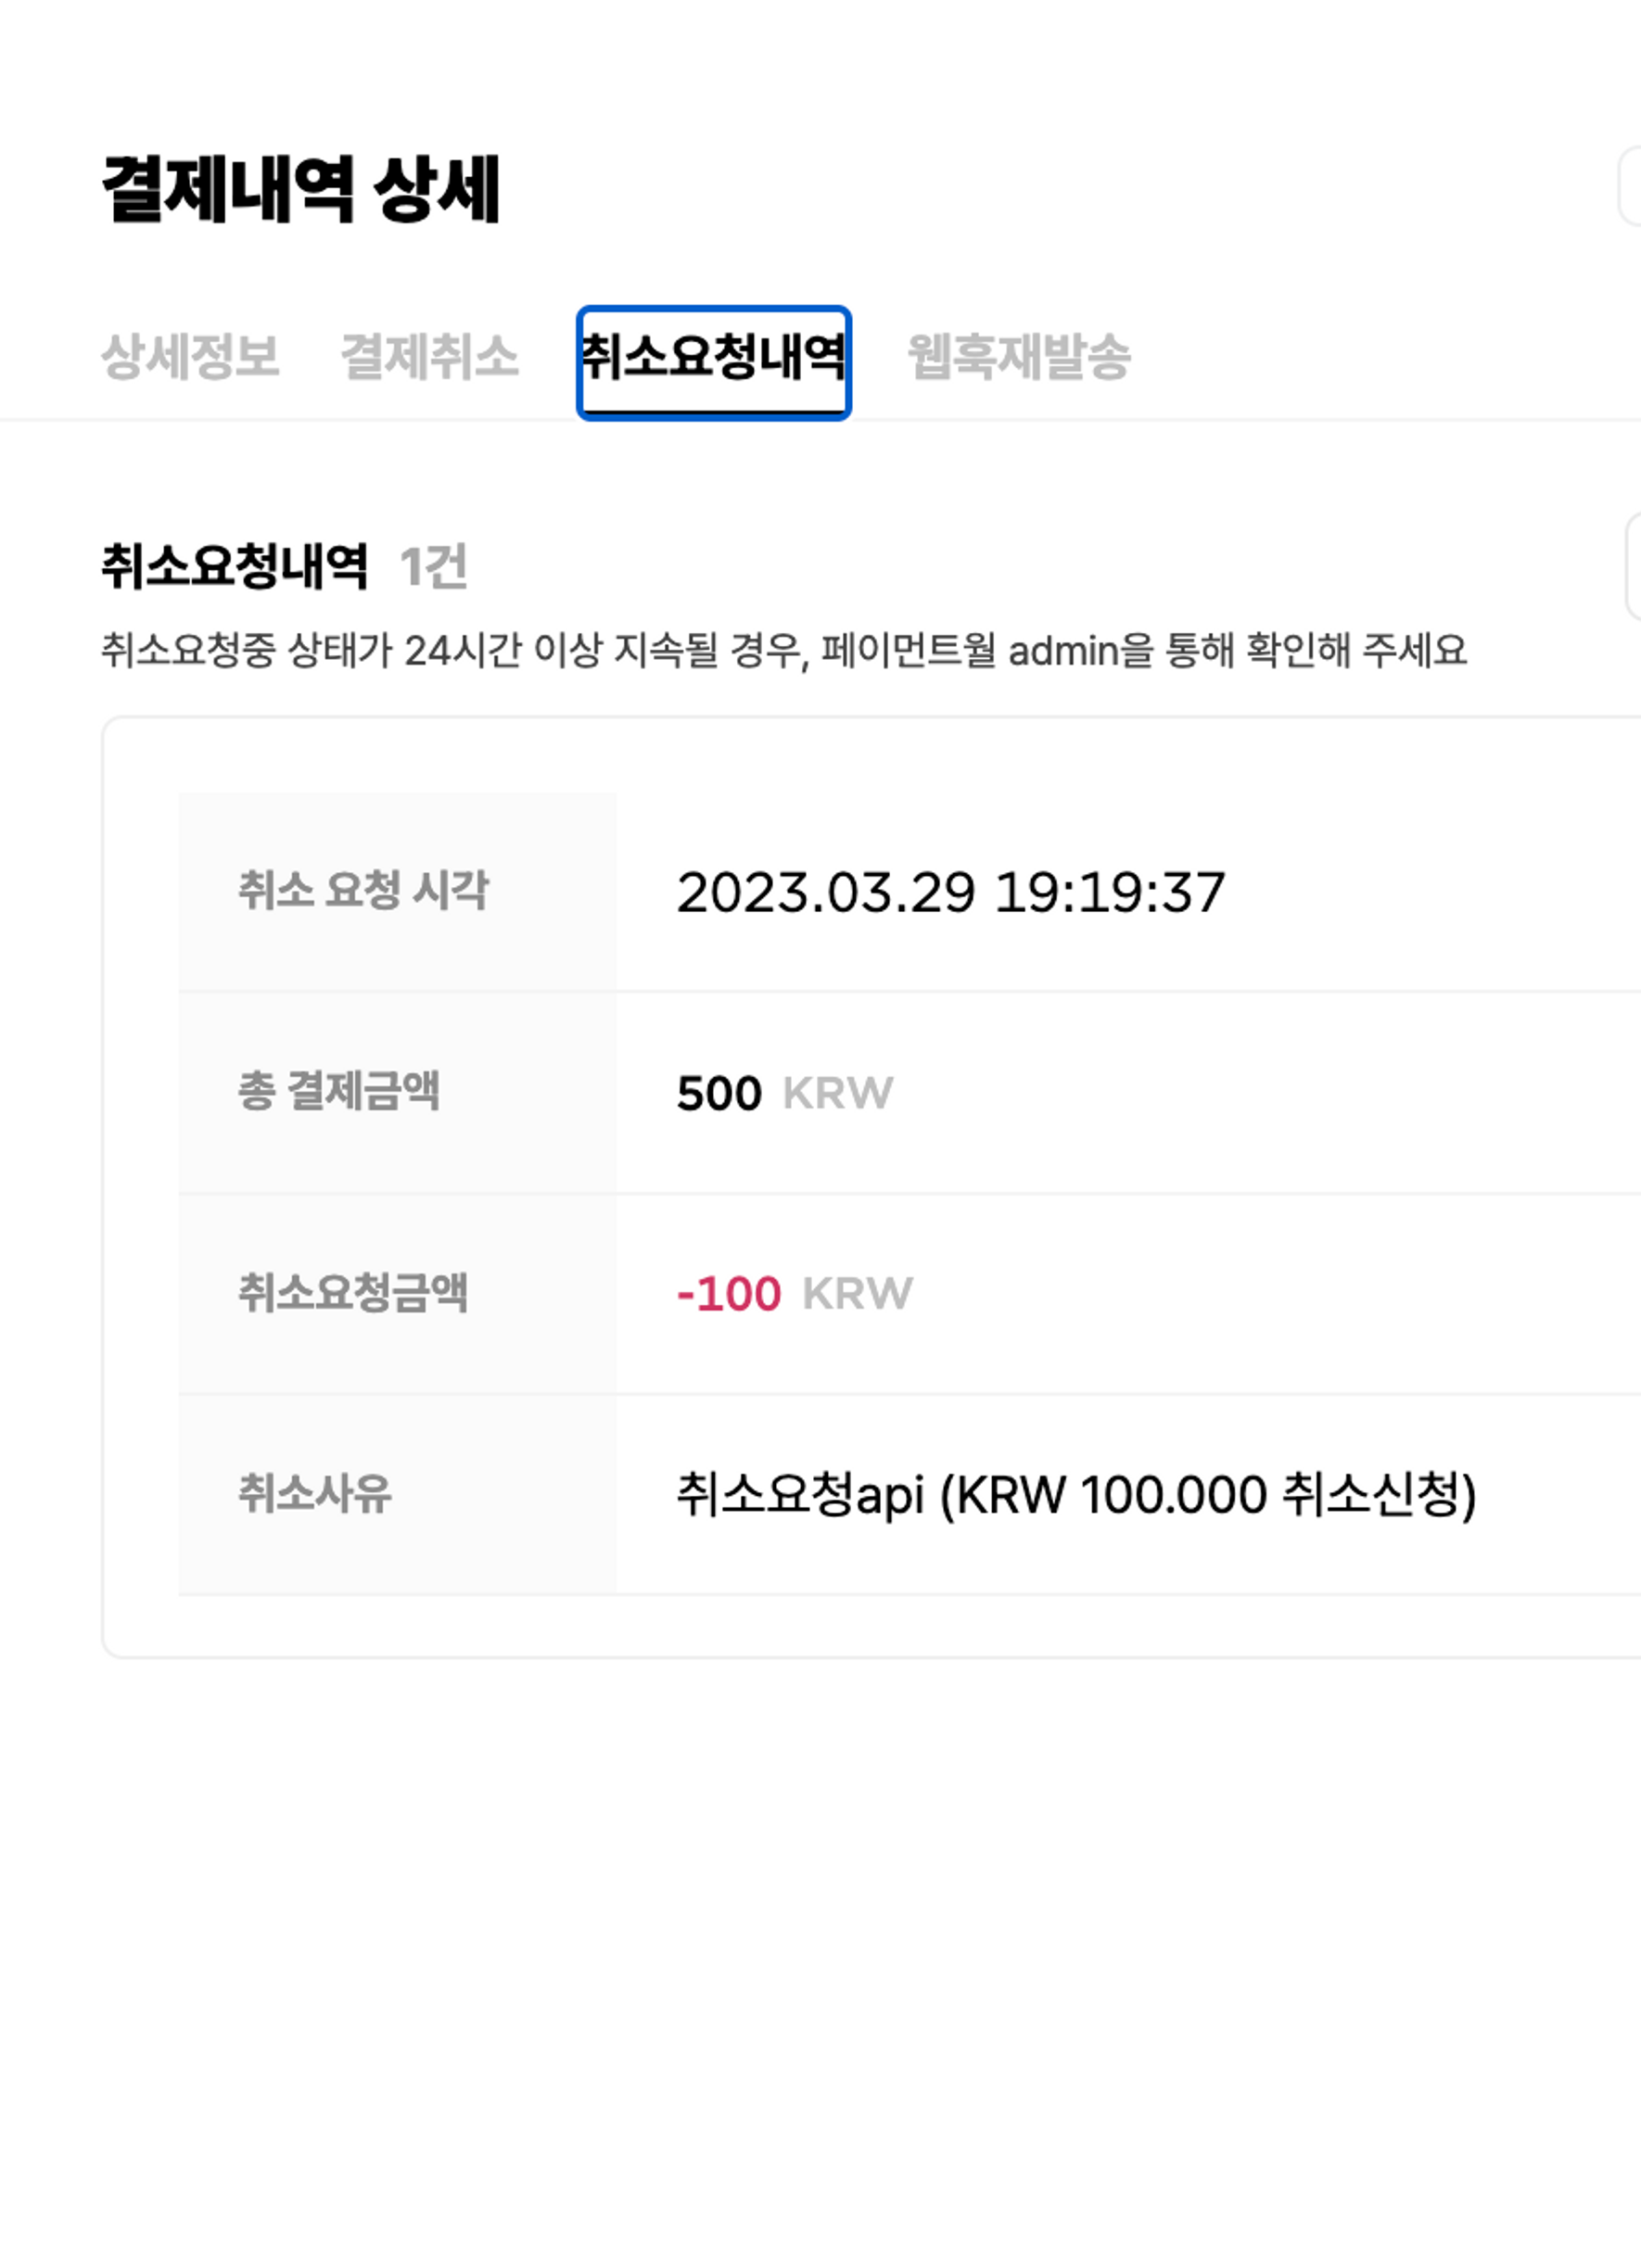 결제내역 상세
상세정보 결제취소 취소요청내역 웹훅재발송
취소요청내역 1건
취소요청중 상태가 24시간 이상 지속될 경우, 페이먼트월 admin을 통해 확인해 주세요
취소 요청 시각 2023.03.29 19:19:37
총 결제금액 500 KRW
취소요청금액 -100 KRW
취소사유 취소요청api (KRW 100.000 취소신청)